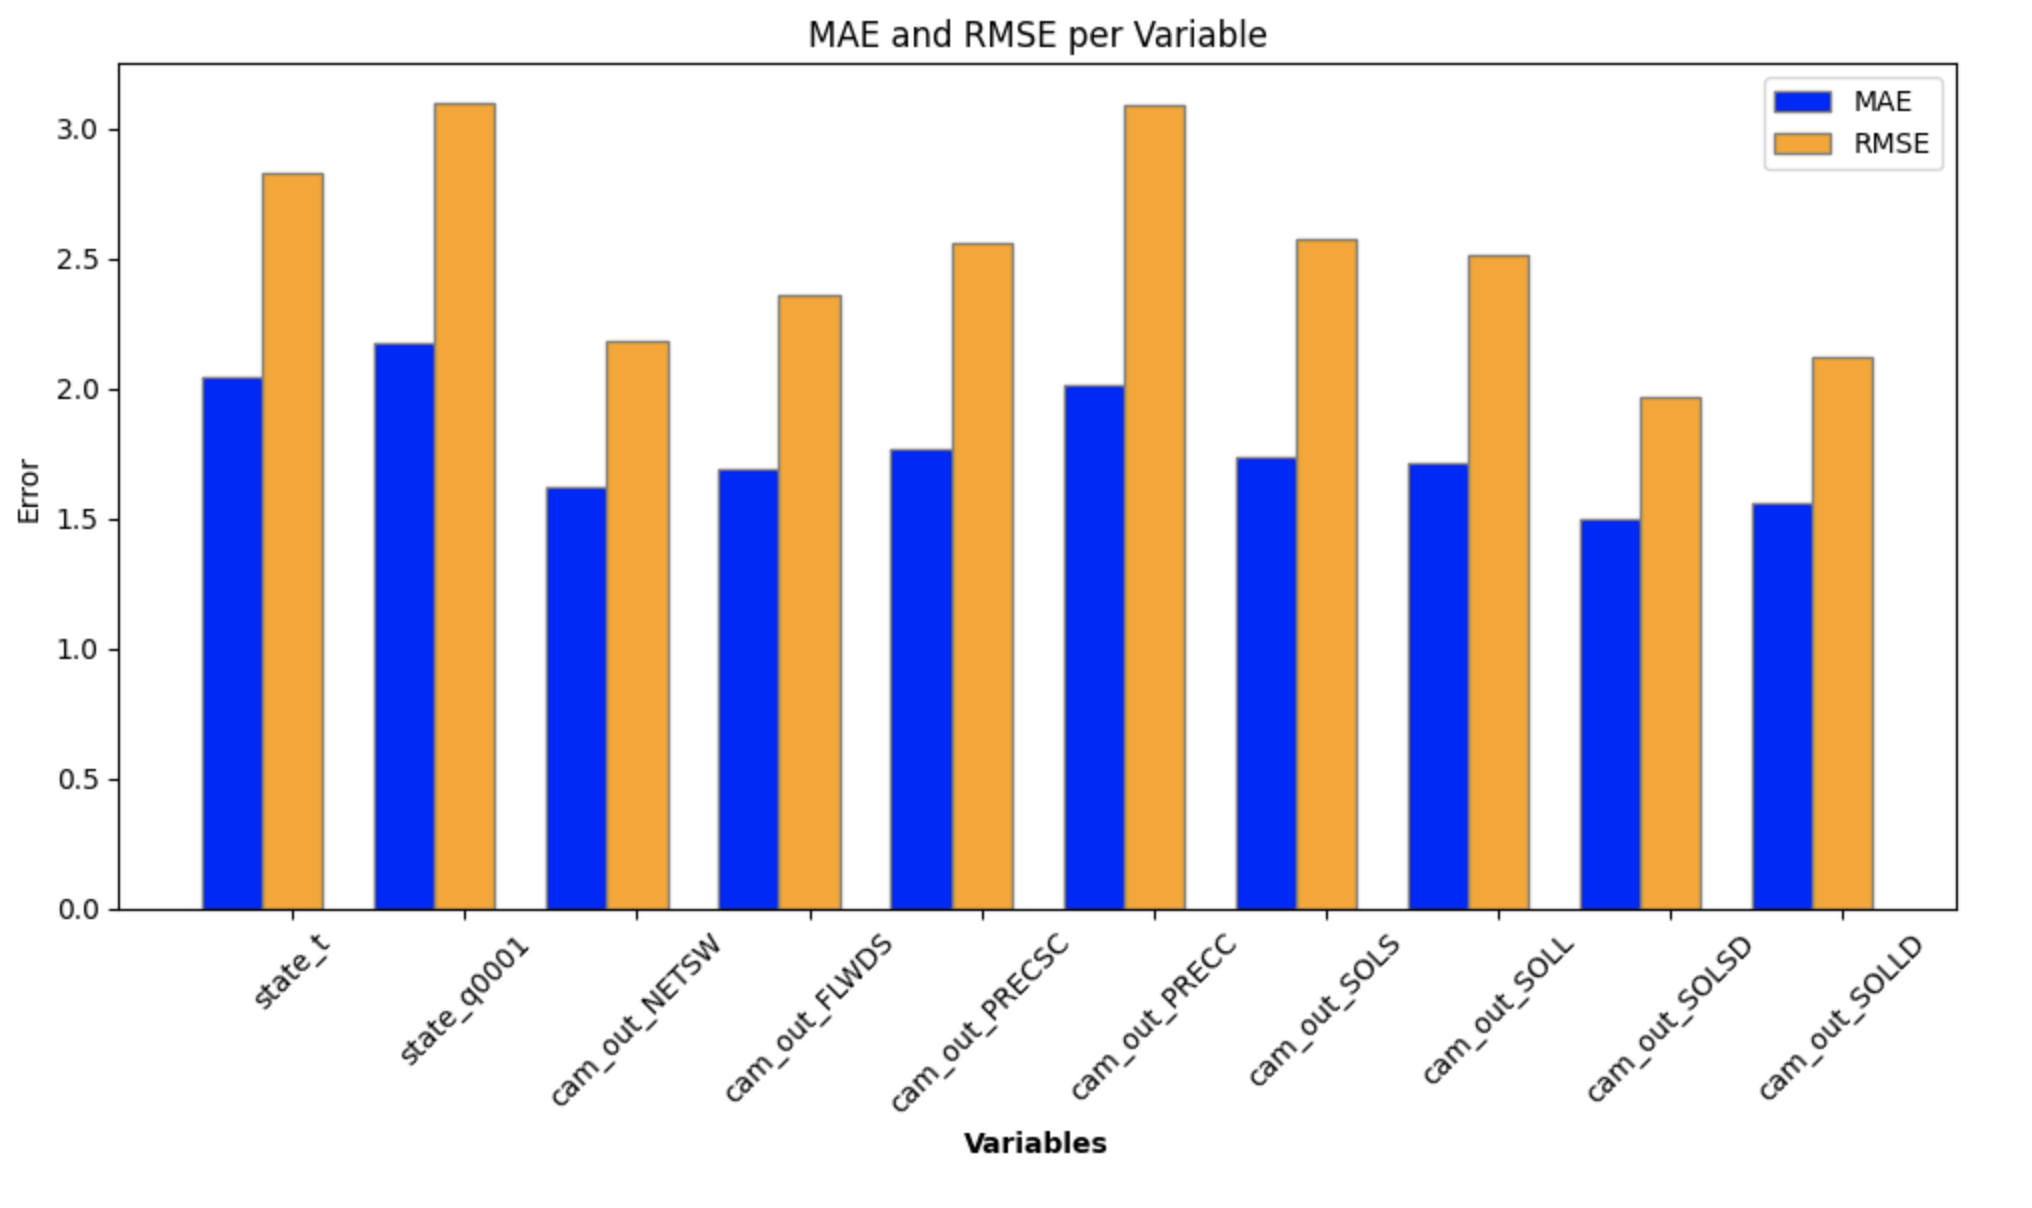 MAE and RMSE per Variable
MAE
RMSE
Error
3.0
2.5
2.0
1.5
1.0
0.5
0.0
state_t
state_q0001
cam_out_NETSW
cam_out_FLWDS
cam_out_PRECSC
cam_out_PRECC
cam_out_SOLS
cam_out_SOLL
cam_out_SOLSD
cam_out_SOLLD
Variables